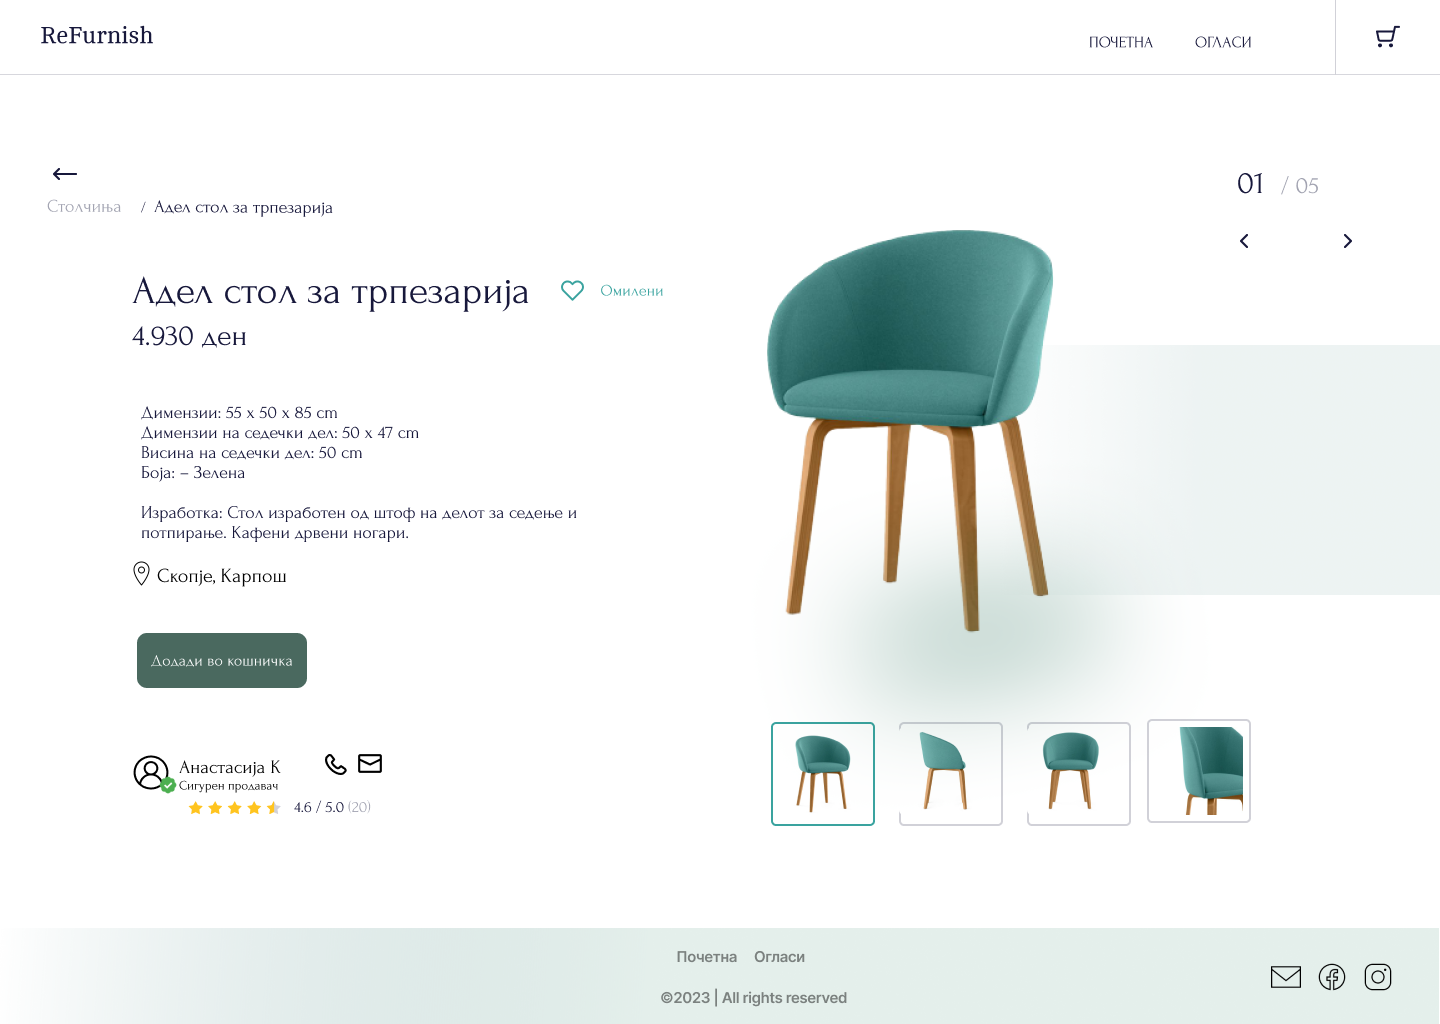 ReFurnish
ПОЧЕТНА
ОГЛАСИ
01 / 05
Столчиња / Адел стол за трпезарија
Адел стол за трпезарија
Омилени
4.930 ден
Димензии: 55 x 50 x 85 cm
Димензии на седечки дел: 50 x 47 cm
Висина на седечки дел: 50 cm
Боја: – Зелена
Изработка: Стол изработен од штоф на делот за седење и
потпирање. Кафени дрвени ногари.
Скопје, Карпош
Додади во кошничка
Анастасија К
Сигурен продавач
4.6 / 5.0 (20)
Почетна Огласи
©2023 | All rights reserved